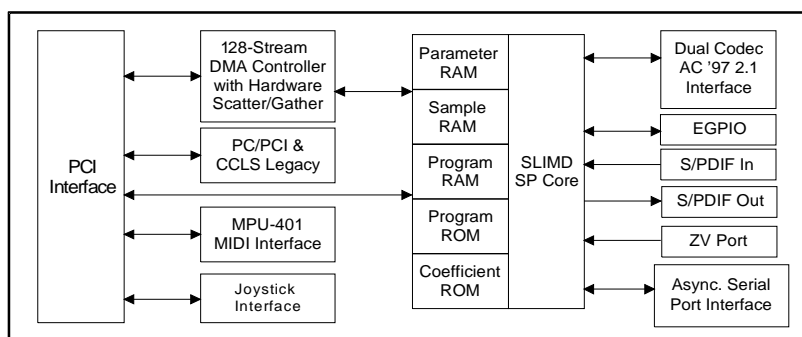 PCI
Interface
128-Stream
DMA Controller
with Hardware
Scatter/Gather
PC/PCI &
CCLS Legacy
MPU-401
MIDI Interface
Joystick
Interface
Parameter
RAM
Sample
RAM
Program
RAM
Program
ROM
Coefficient
ROM
SLIMD
SP Core
Dual Codec
AC '97 2.1
Interface
EGPIO
S/PDIF In
S/PDIF Out
ZV Port
Async. Serial
Port Interface